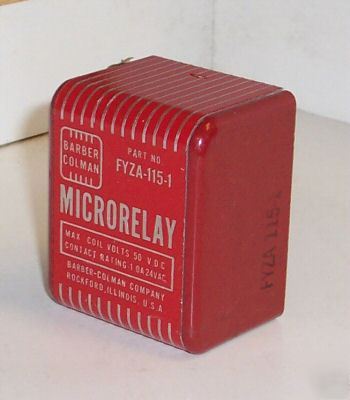 BARBER
COLMAN
PART NO.
FYZA-115-1
MICRORELAY
MAX. COIL VOLTS 50 V.D.C.
CONTACT RATING-1.0A 24VAC
BARBER-COLMAN COMPANY
ROCKFORD, ILLINOIS, U.S.A.
FYZA 115-1